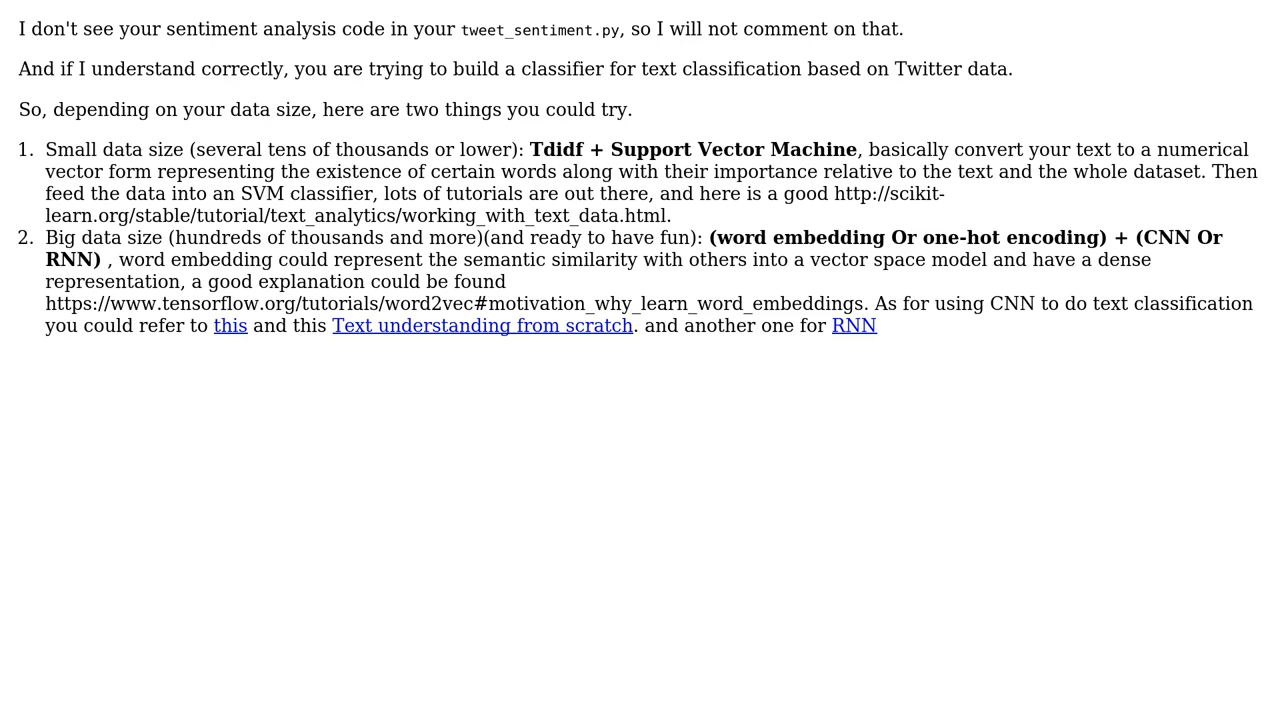 I don't see your sentiment analysis code in your tweet_sentiment.py, so I will not comment on that.
And if I understand correctly, you are trying to build a classifier for text classification based on Twitter data.
So, depending on your data size, here are two things you could try.
1. Small data size (several tens of thousands or lower): Tdidf + Support Vector Machine, basically convert your text to a numerical
vector form representing the existence of certain words along with their importance relative to the text and the whole dataset. Then
feed the data into an SVM classifier, lots of tutorials are out there, and here is a good http://scikit-
learn.org/stable/tutorial/text_analytics/working_with_text_data.html.
2. Big data size (hundreds of thousands and more)(and ready to have fun): (word embedding Or one-hot encoding) + (CNN Or
RNN) , word embedding could represent the semantic similarity with others into a vector space model and have a dense
representation, a good explanation could be found
https://www.tensorflow.org/tutorials/word2vec#motivation_why_learn_word_embeddings. As for using CNN to do text classification
you could refer to this and this Text understanding from scratch. and another one for RNN